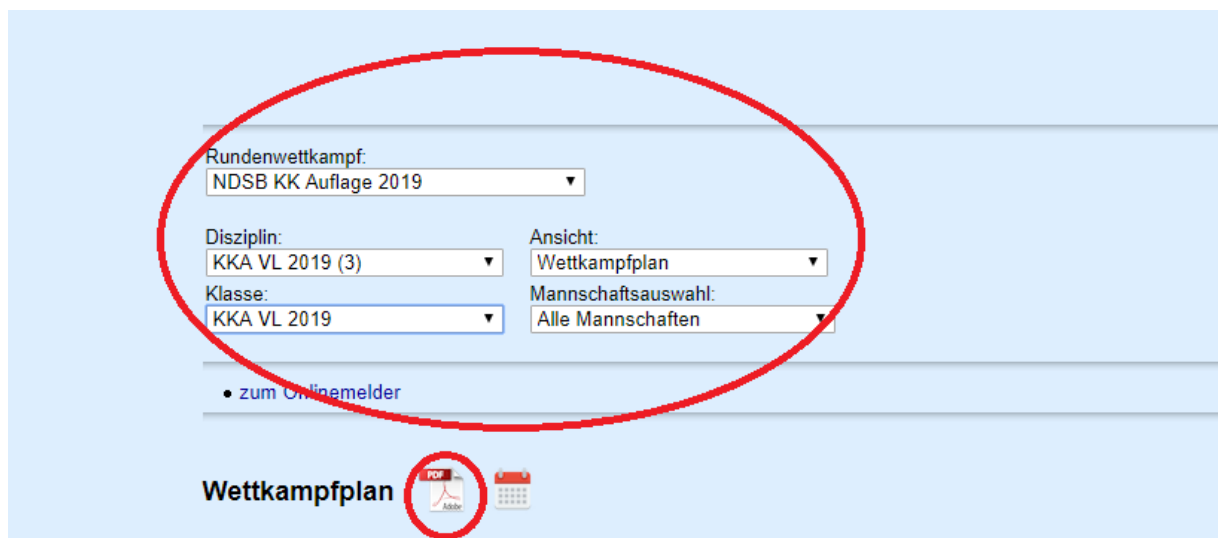 Rundenwettkampf:
NDSB KK Auflage 2019
Disziplin: Ansicht:
KKA VL 2019 (3) Wettkampfplan
Klasse: Mannschaftsauswahl:
KKA VL 2019 Alle Mannschaften
zum Onlinemelder
Wettkampfplan PDF Adobe